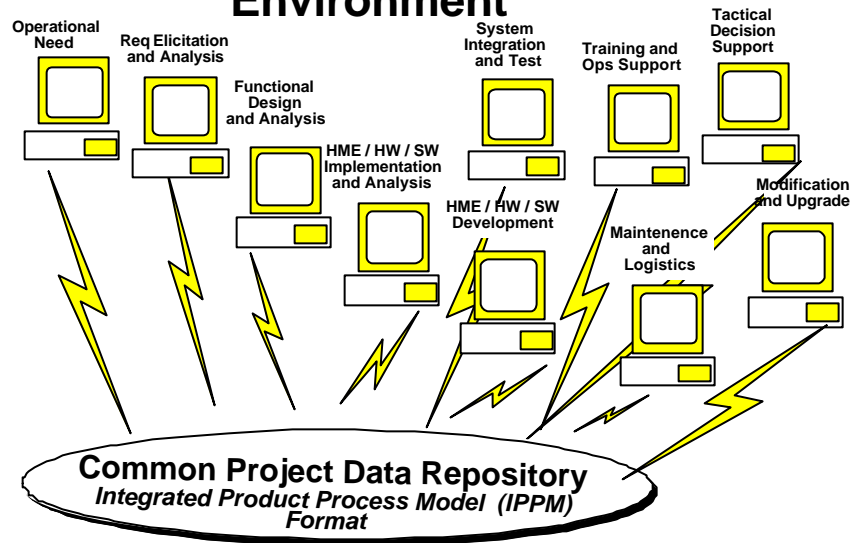 Environment
Operational
Need
Req Elicitation
and Analysis
Functional
Design
and Analysis
HME / HW / SW
Implementation
and Analysis
System
Integration
and Test
HME / HW / SW
Development
Training and
Ops Support
Tactical
Decision
Support
Maintenence
and
Logistics
Modification
and Upgrade
Common Project Data Repository
Integrated Product Process Model (IPPM)
Format